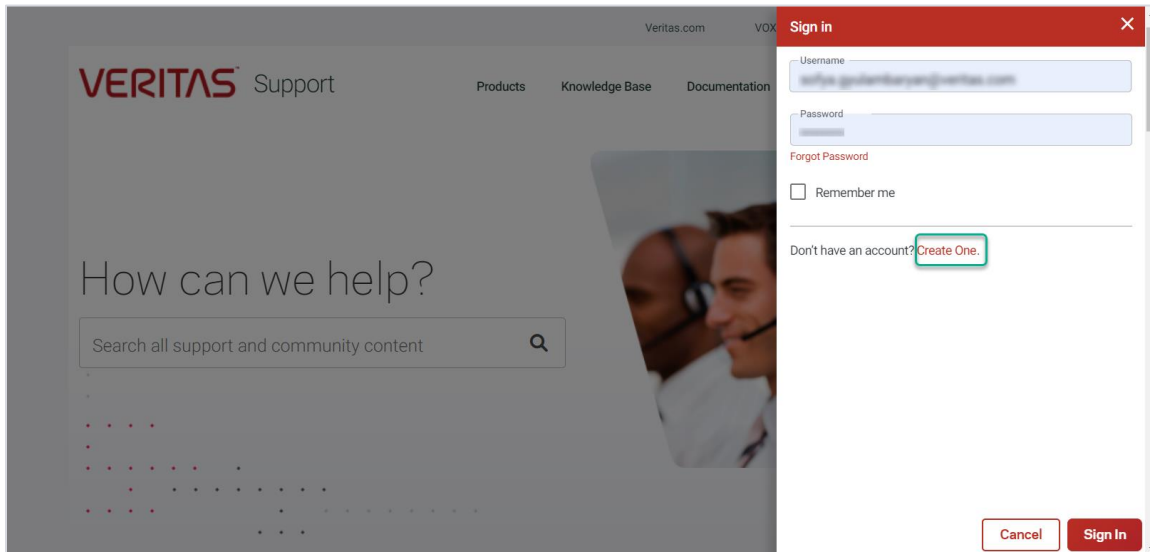 Veritas.com VOX
VERITAS™ Support
Products Knowledge Base Documentation
How can we help?
Search all support and community content
Sign in
Username
Password
Forgot Password
Remember me
Don't have an account? Create One.
Cancel Sign In